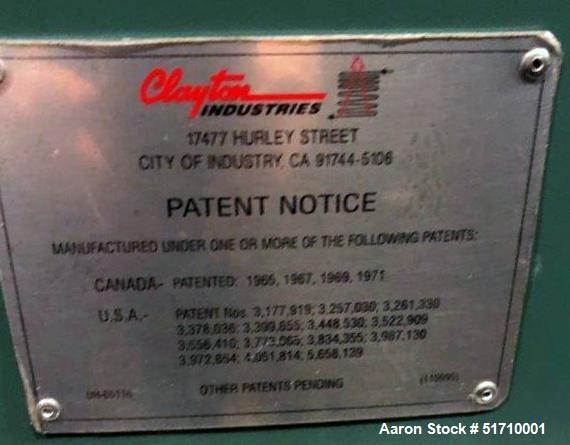 Clayton
INDUSTRIES
17477 HURLEY STREET
CITY OF INDUSTRY, CA 91744-5106
PATENT NOTICE
MANUFACTURED UNDER ONE OR MORE OF THE FOLLOWING PATENTS:
CANADA- PATENTED: 1965, 1967, 1969, 1971
U.S.A.- PATENT Nos. 3,177,919; 3,257,030; 3,261,330
3,378,036; 3,399,655; 3,448,530; 3,522,909
3,556,410; 3,773,065; 3,834,355; 3,987,130
3,972,654; 4,051,814; 5,658,139
OTHER PATENTS PENDING
Aaron Stock # 51710001